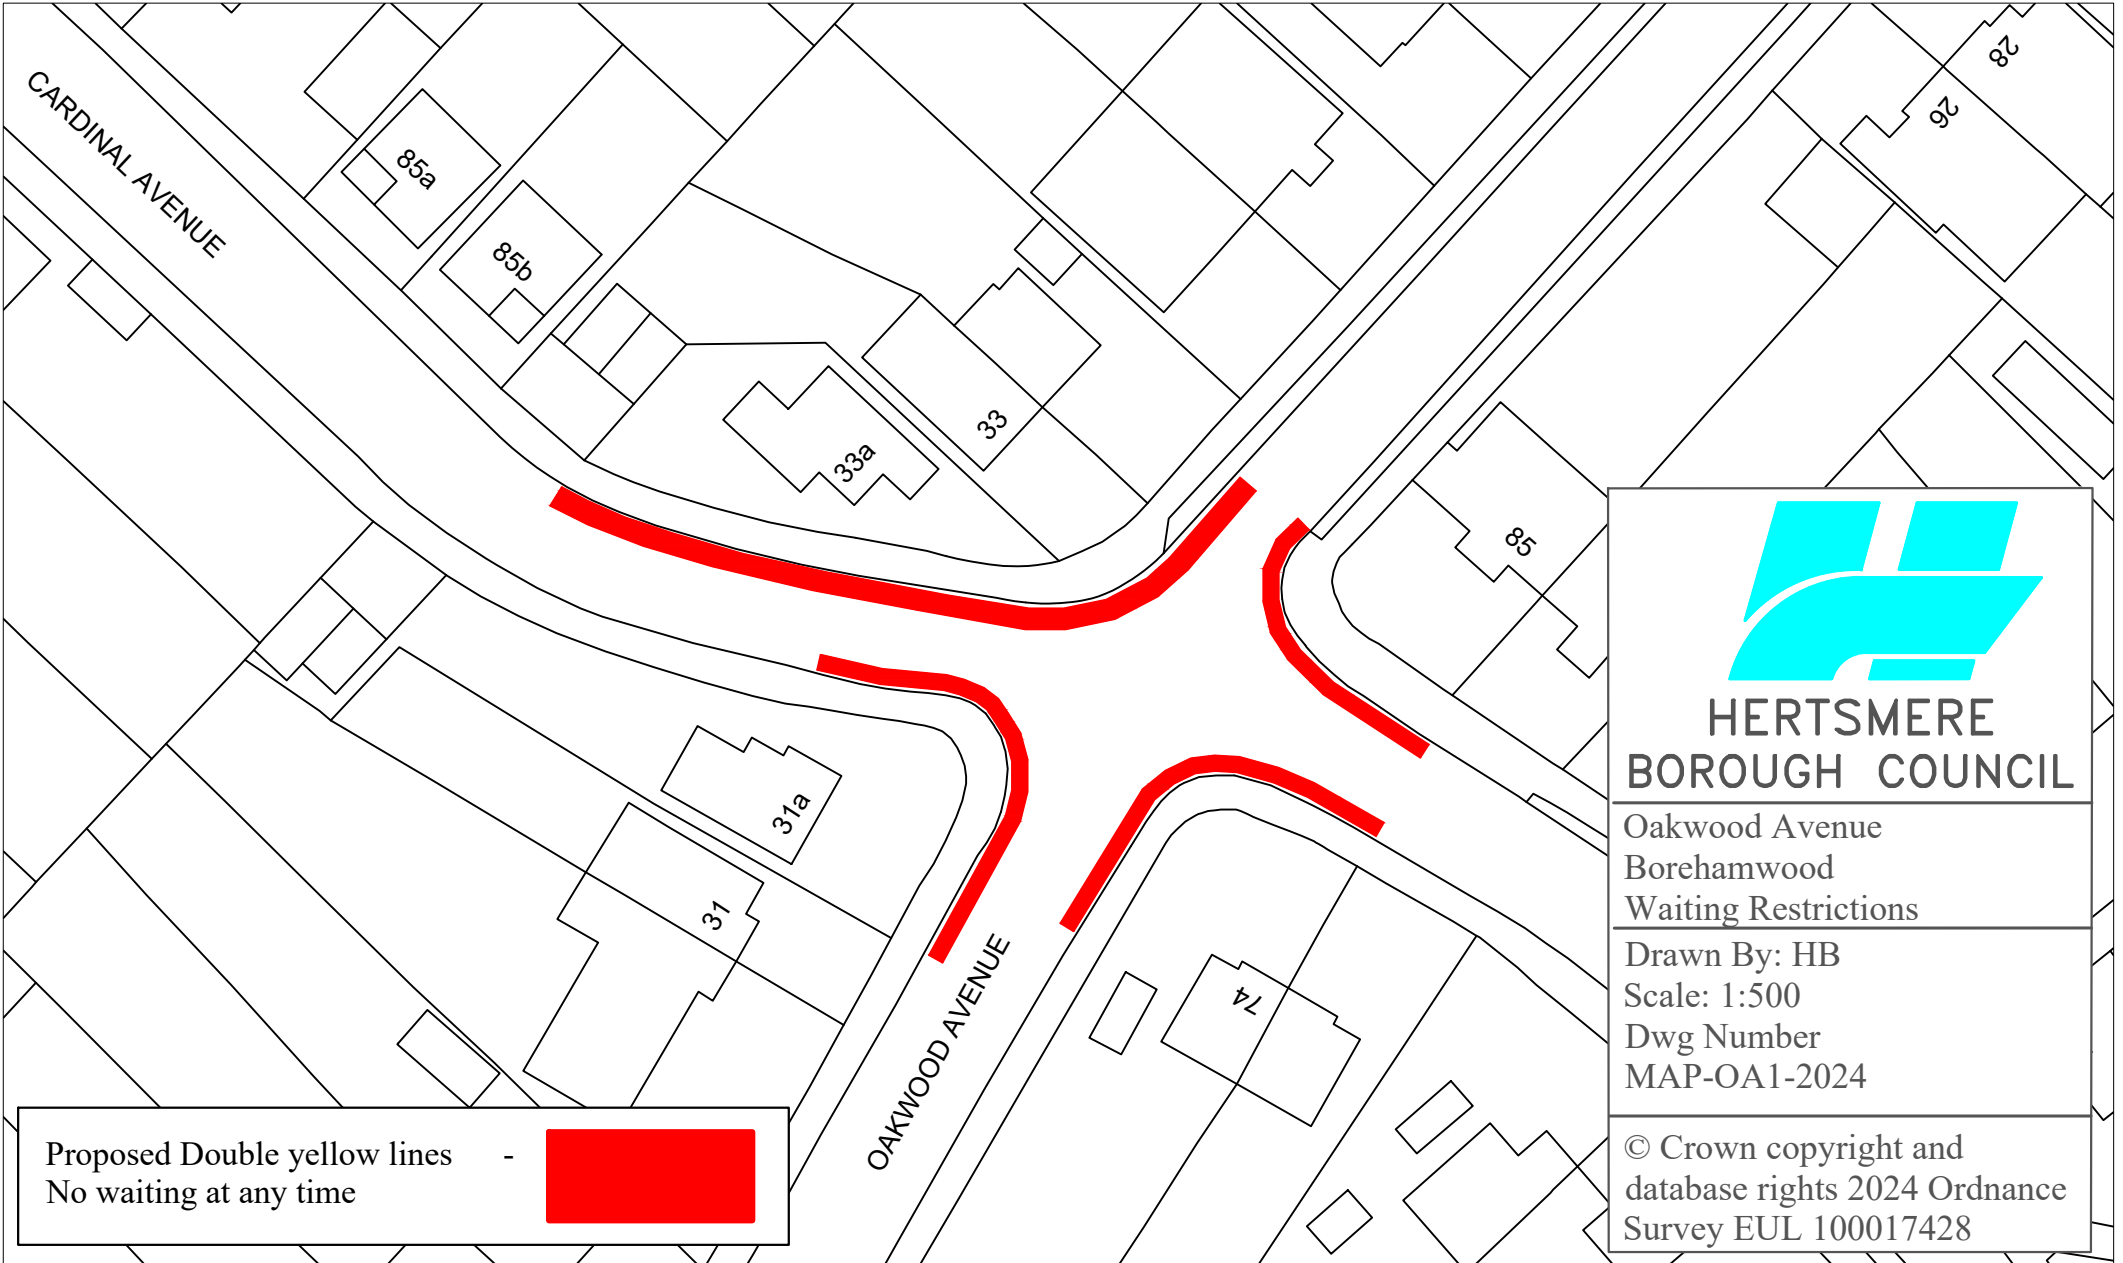 CARDINAL AVENUE
85a
85b
33a
33
28
26
85
31a
31
74
OAKWOOD AVENUE
HERTSMERE
BOROUGH COUNCIL
Oakwood Avenue
Borehamwood
Waiting Restrictions
Drawn By: HB
Scale: 1:500
Dwg Number
MAP-OA1-2024
© Crown copyright and
database rights 2024 Ordnance
Survey EUL 100017428
Proposed Double yellow lines -
No waiting at any time